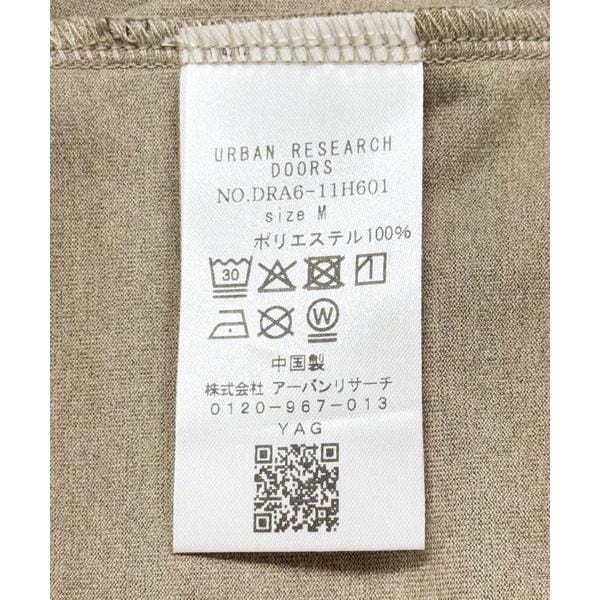 URBAN RESEARCH
DOORS
NO.DRA6-11H601
size M
ポリエステル100%
30
W
中国製
株式会社 アーバンリサーチ
0120-967-013
YAG